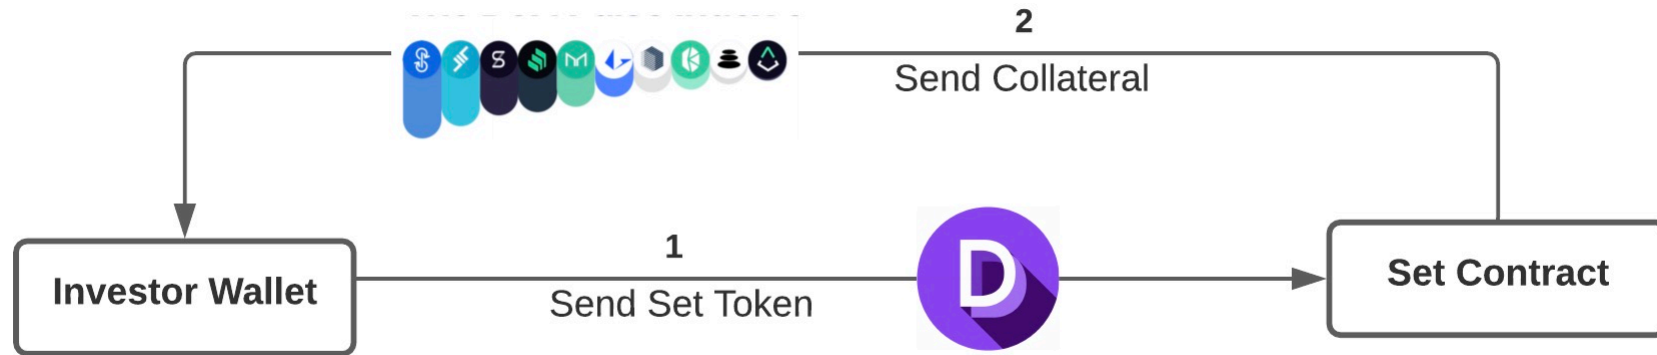 2
Send Collateral
1
Send Set Token
D
Investor Wallet
Set Contract